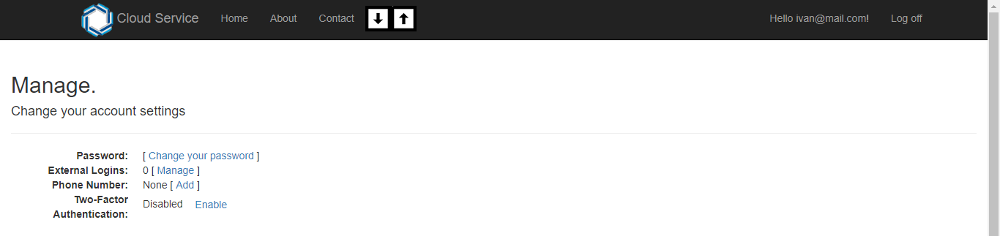 Cloud Service Home About Contact Hello ivan@mail.com! Log off
Manage.
Change your account settings
Password: [ Change your password ]
External Logins: 0 [ Manage ]
Phone Number: None [ Add ]
Two-Factor
Authentication: Disabled Enable